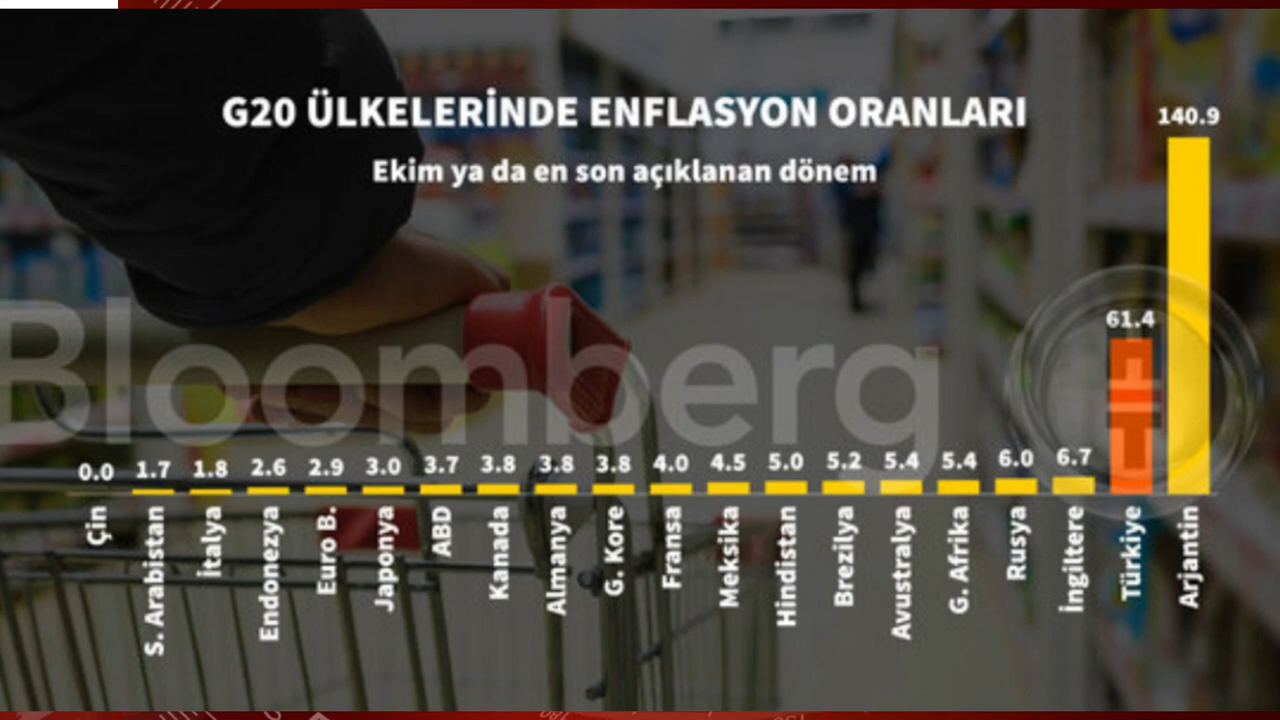 G20 ÜLKELERİNDE ENFLASYON ORANLARI
Ekim ya da en son açıklanan dönem
Bloomberg
0.0 1.7 1.8 2.6 2.9 3.0 3.7 3.8 3.8 3.8 4.0 4.5 5.0 5.2 5.4 5.4 6.0 6.7 61.4 140.9
Çin
S. Arabistan
İtalya
Endonezya
Euro B.
Japonya
ABD
Kanada
Almanya
G. Kore
Fransa
Meksika
Hindistan
Brezilya
Avustralya
G. Afrika
Rusya
İngiltere
Türkiye
Arjantin